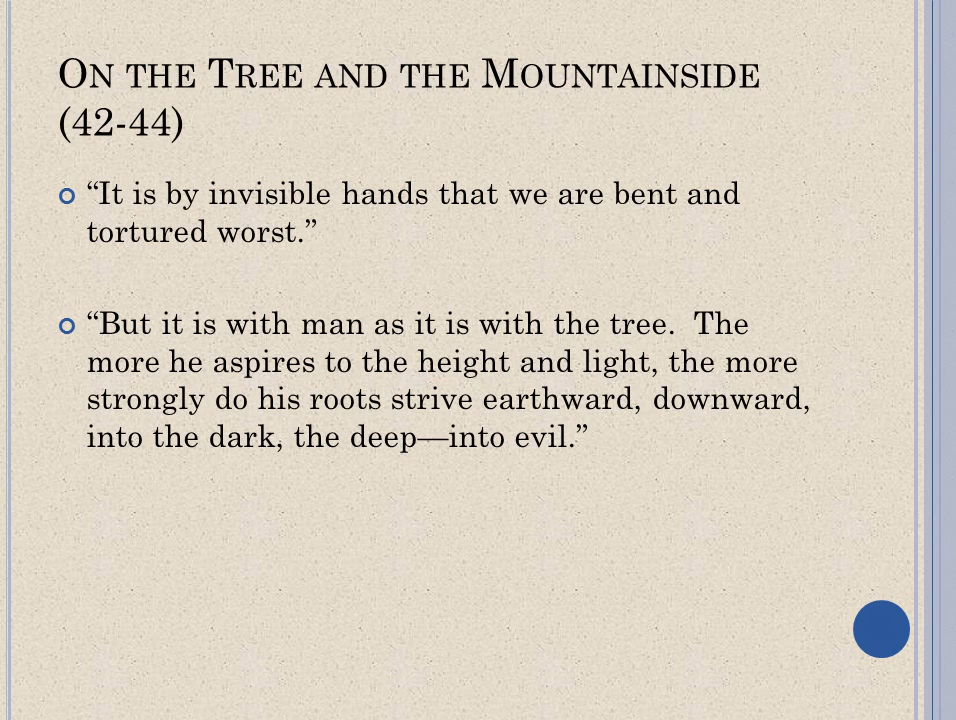 ON THE TREE AND THE MOUNTAINSIDE
(42-44)
“It is by invisible hands that we are bent and
tortured worst.”
“But it is with man as it is with the tree.  The
more he aspires to the height and light, the more
strongly do his roots strive earthward, downward,
into the dark, the deep—into evil.”